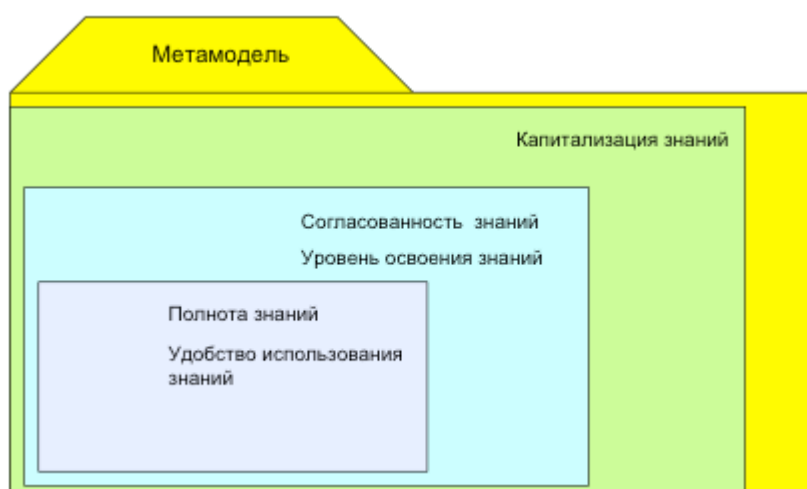 Метамодель
Капитализация знаний
Согласованность знаний
Уровень освоения знаний
Полнота знаний
Удобство использования
знаний